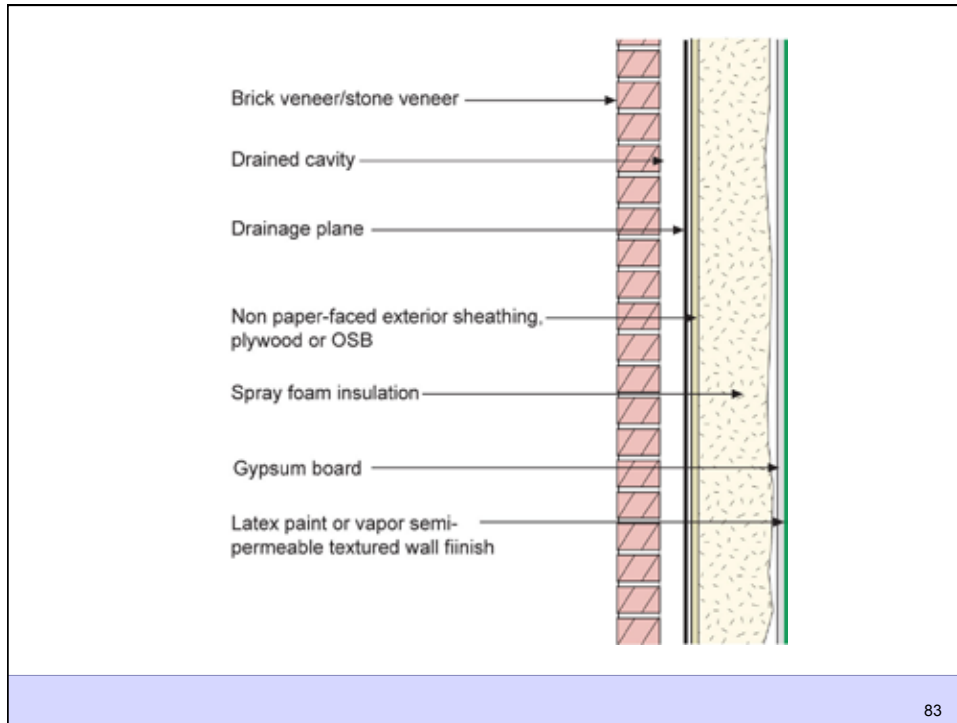 Brick veneer/stone veneer
Drained cavity
Drainage plane
Non paper-faced exterior sheathing,
plywood or OSB
Spray foam insulation
Gypsum board
Latex paint or vapor semi-
permeable textured wall fiinish
83